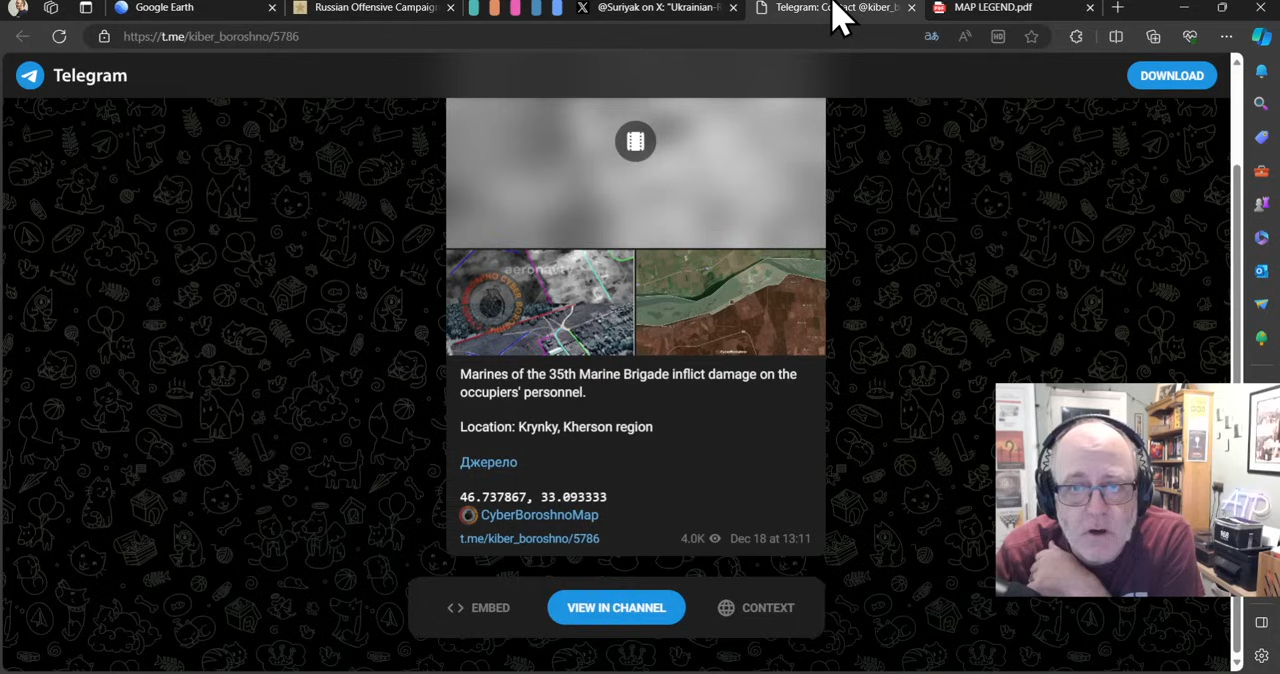 Google Earth
Russian Offensive Campaign
@Suriyak on X: "Ukrainian-R
Telegram: Contact @kiber_b
MAP LEGEND.pdf
https://t.me/kiber_boroshno/5786
Telegram
DOWNLOAD
aeronavty
Marines of the 35th Marine Brigade inflict damage on the
occupiers' personnel.
Location: Krynky, Kherson region
Джерело
46.737867, 33.093333
CyberBoroshnoMap
t.me/kiber_boroshno/5786
4.0K
Dec 18 at 13:11
EMBED
VIEW IN CHANNEL
CONTEXT
ATP